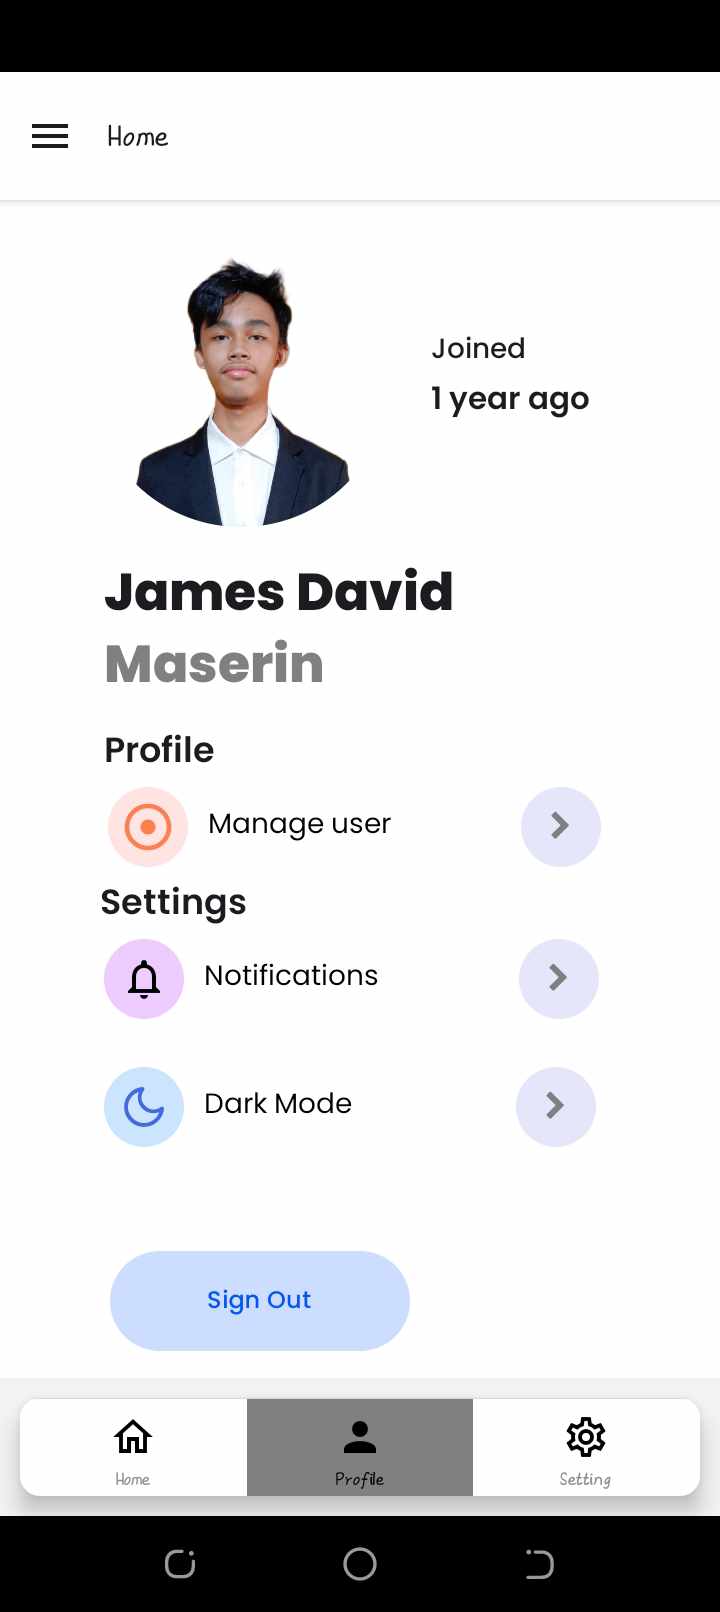 Home
Joined
1 year ago
James David
Maserin
Profile
Manage user
Settings
Notifications
Dark Mode
Sign Out
Home
Profile
Setting